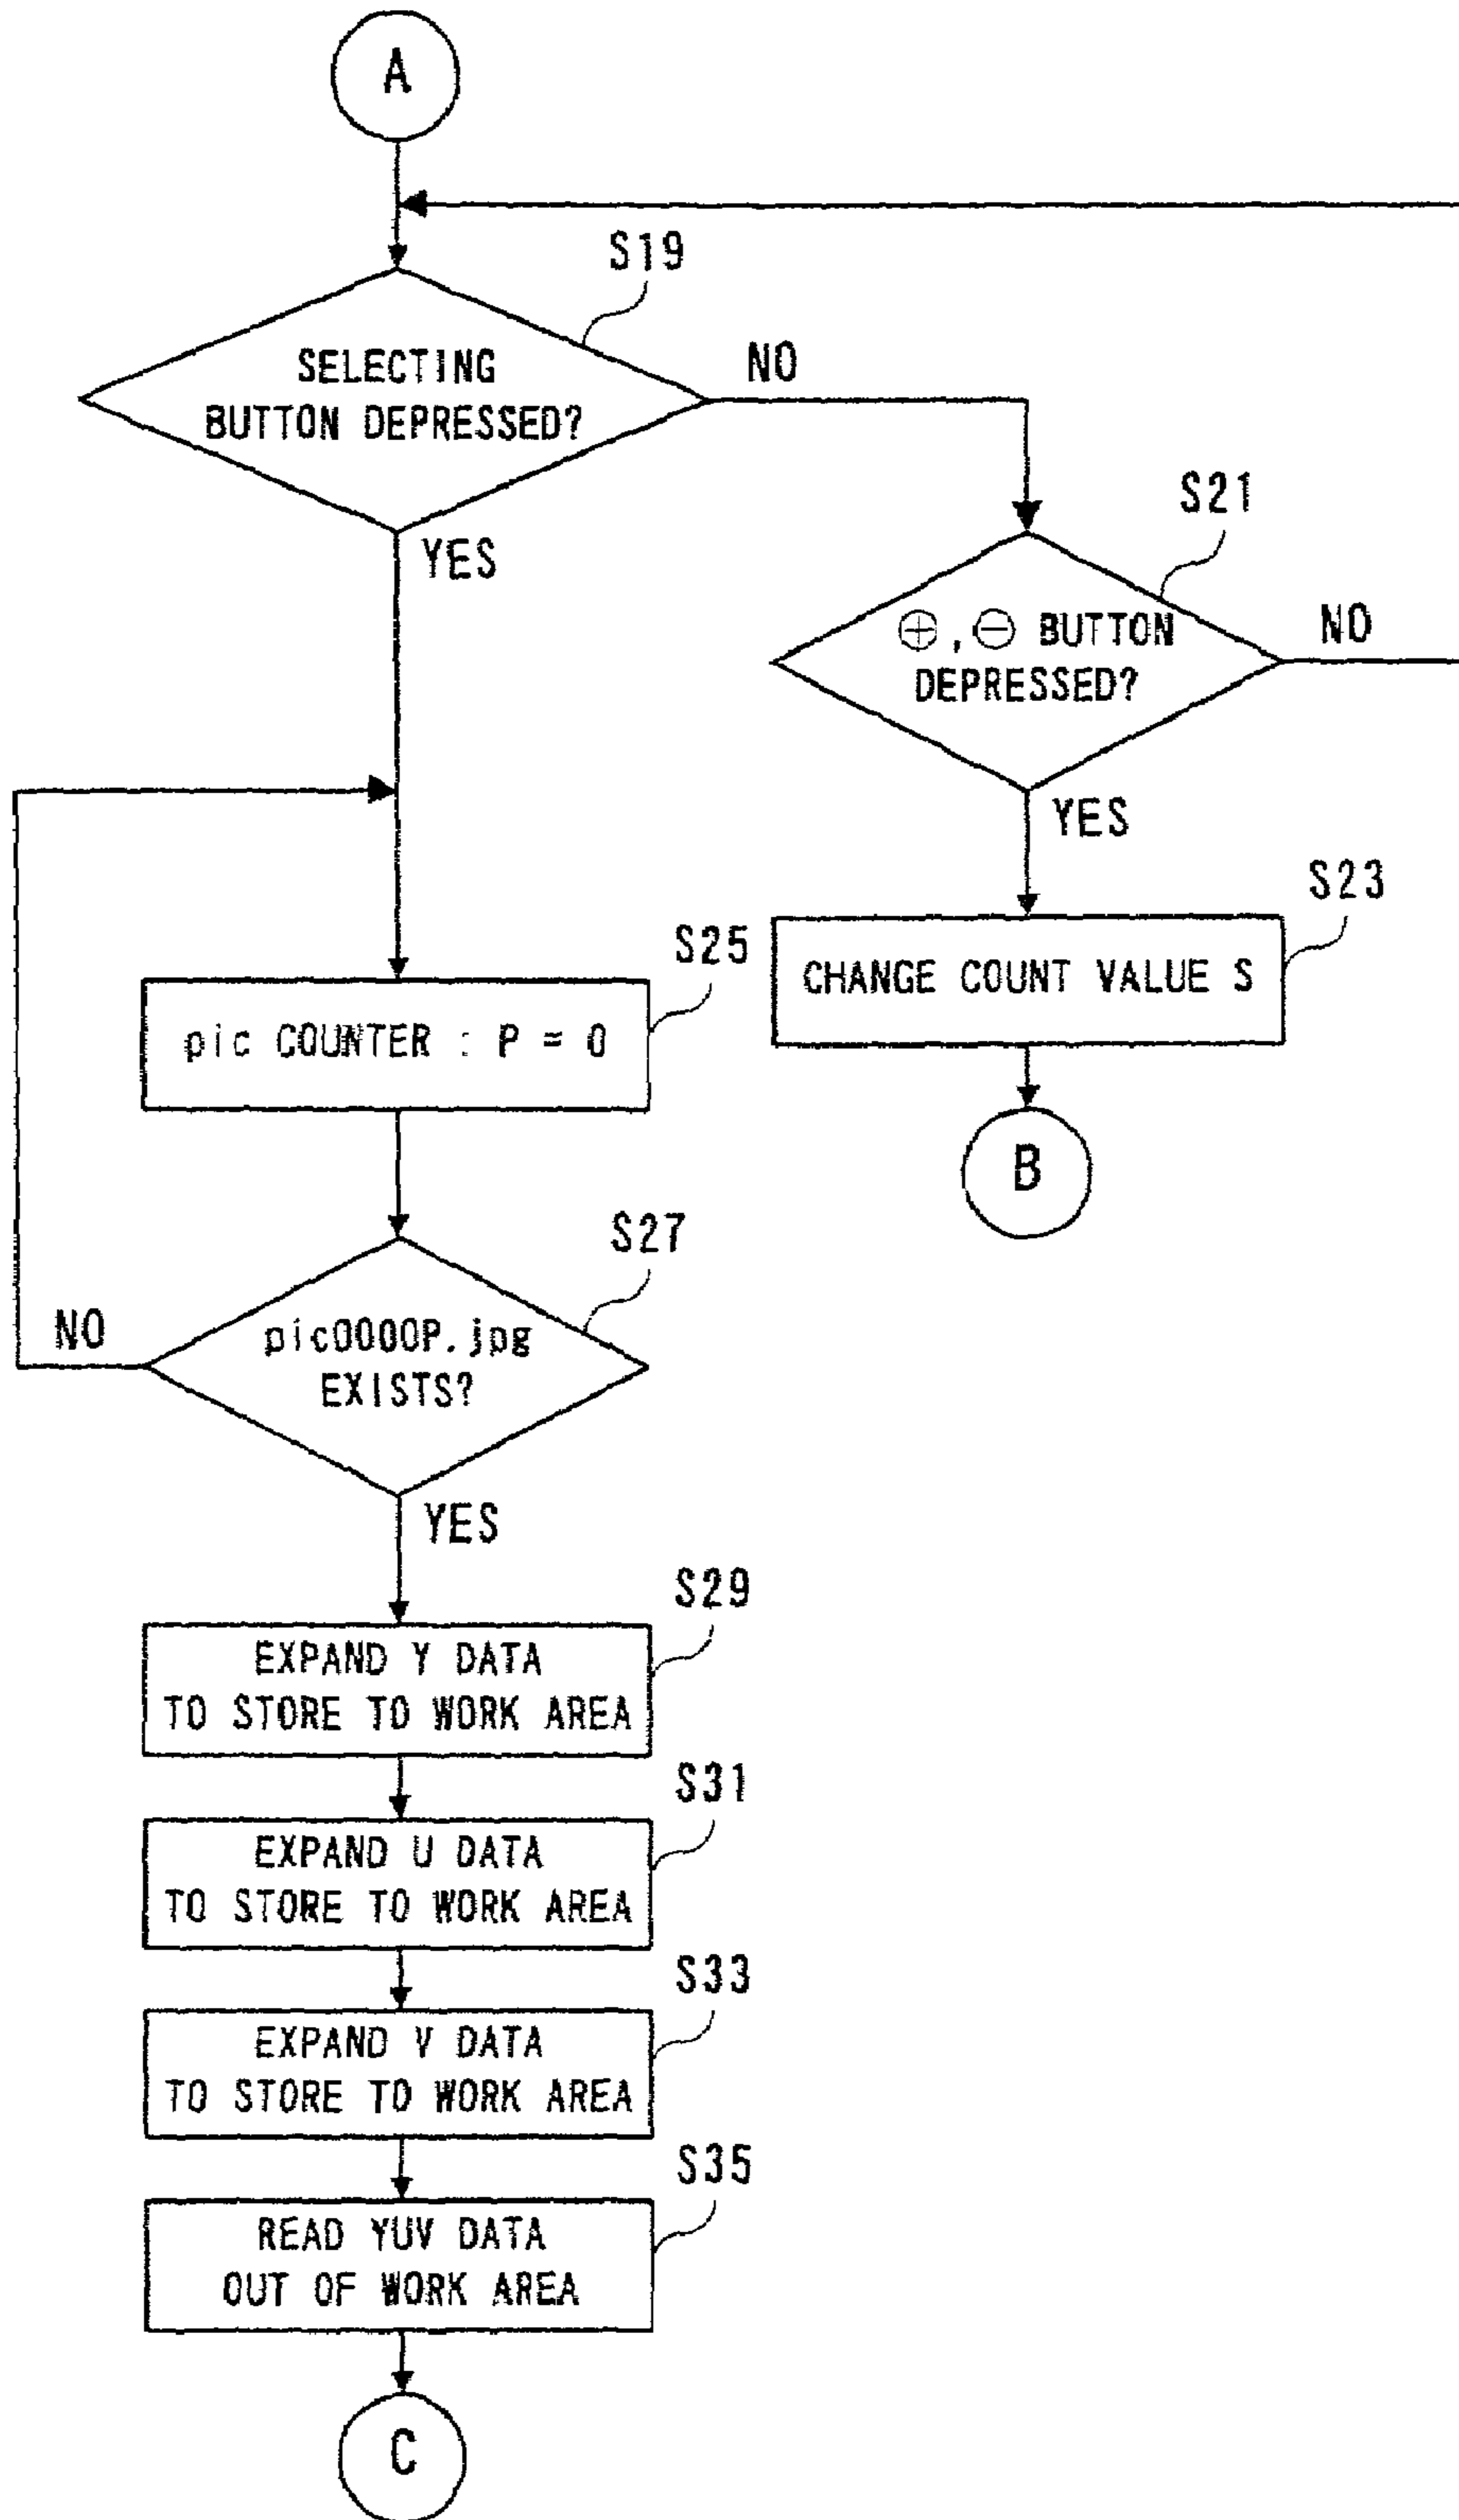 A
S19
SELECTING
BUTTON DEPRESSED?
NO
YES
S21
⊕,⊖ BUTTON
DEPRESSED?
NO
YES
S23
CHANGE COUNT VALUE S
B
S25
pic COUNTER : P = 0
S27
pic0000P.jpg
EXISTS?
NO
YES
S29
EXPAND Y DATA
TO STORE TO WORK AREA
S31
EXPAND U DATA
TO STORE TO WORK AREA
S33
EXPAND V DATA
TO STORE TO WORK AREA
S35
READ YUV DATA
OUT OF WORK AREA
C